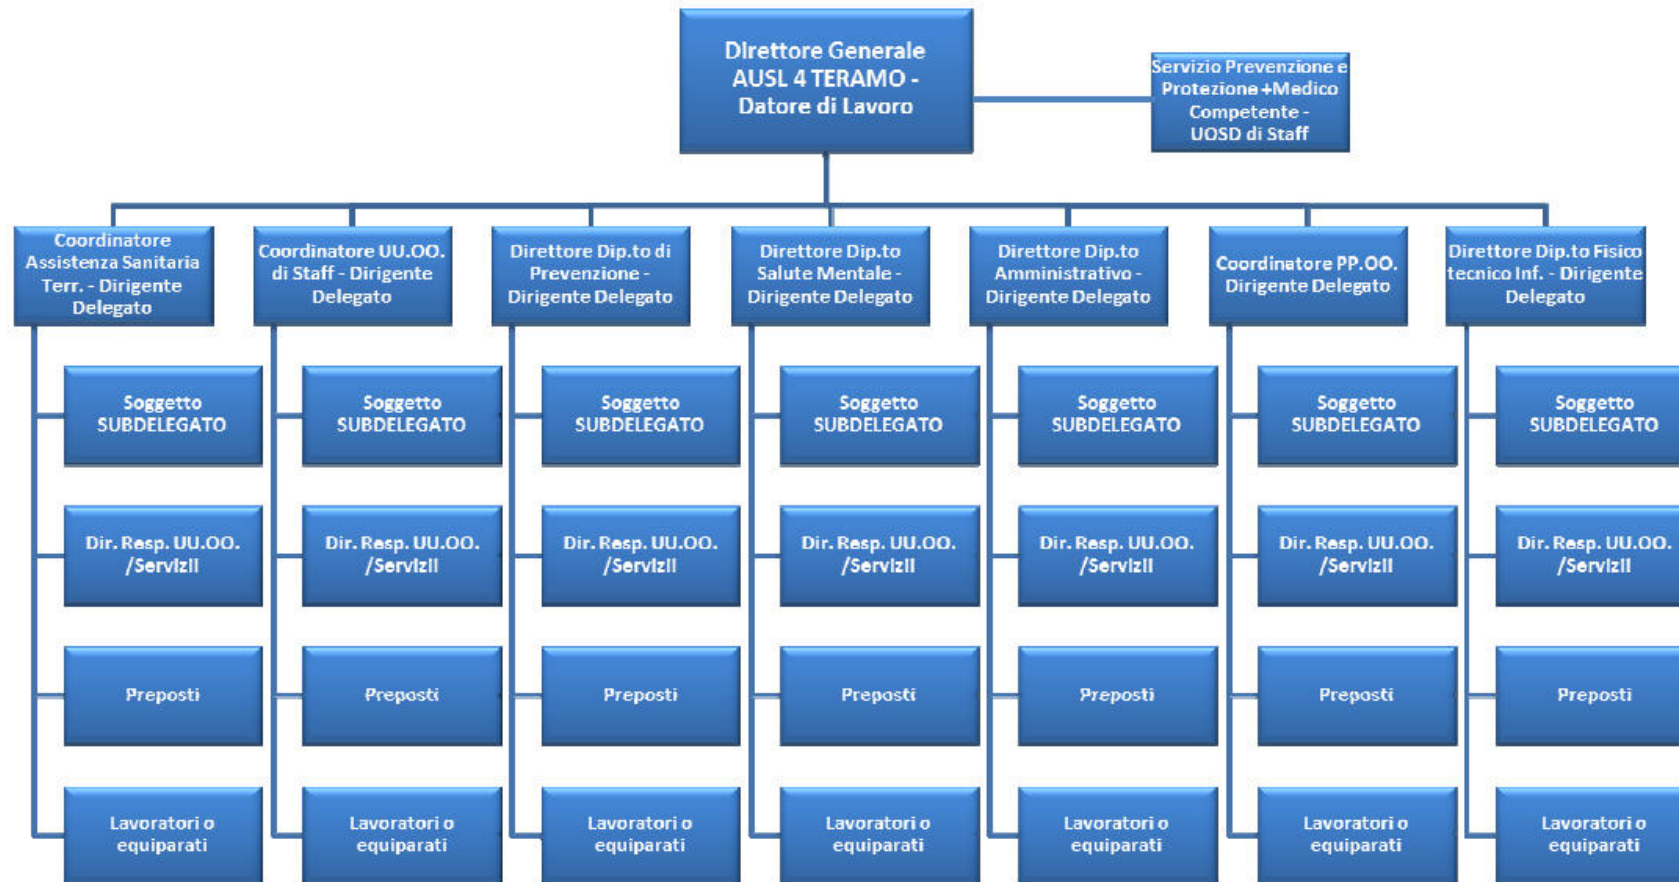 Direttore Generale
AUSL 4 TERAMO -
Datore di Lavoro
Servizio Prevenzione e
Protezione +Medico
Competente -
UOSD di Staff
Coordinatore
Assistenza Sanitaria
Terr. - Dirigente
Delegato
Coordinatore UU.OO.
di Staff - Dirigente
Delegato
Direttore Dip.to di
Prevenzione -
Dirigente Delegato
Direttore Dip.to
Salute Mentale -
Dirigente Delegato
Direttore Dip.to
Amministrativo -
Dirigente Delegato
Coordinatore PP.OO.
Dirigente Delegato
Direttore Dip.to Fisico
tecnico Inf. - Dirigente
Delegato
Soggetto
SUBDELEGATO
Soggetto
SUBDELEGATO
Soggetto
SUBDELEGATO
Soggetto
SUBDELEGATO
Soggetto
SUBDELEGATO
Soggetto
SUBDELEGATO
Soggetto
SUBDELEGATO
Dir. Resp. UU.OO.
/Servizii
Dir. Resp. UU.OO.
/Servizii
Dir. Resp. UU.OO.
/Servizii
Dir. Resp. UU.OO.
/Servizii
Dir. Resp. UU.OO.
/Servizii
Dir. Resp. UU.OO.
/Servizii
Dir. Resp. UU.OO.
/Servizii
Preposti
Preposti
Preposti
Preposti
Preposti
Preposti
Preposti
Lavoratori o
equiparati
Lavoratori o
equiparati
Lavoratori o
equiparati
Lavoratori o
equiparati
Lavoratori o
equiparati
Lavoratori o
equiparati
Lavoratori o
equiparati